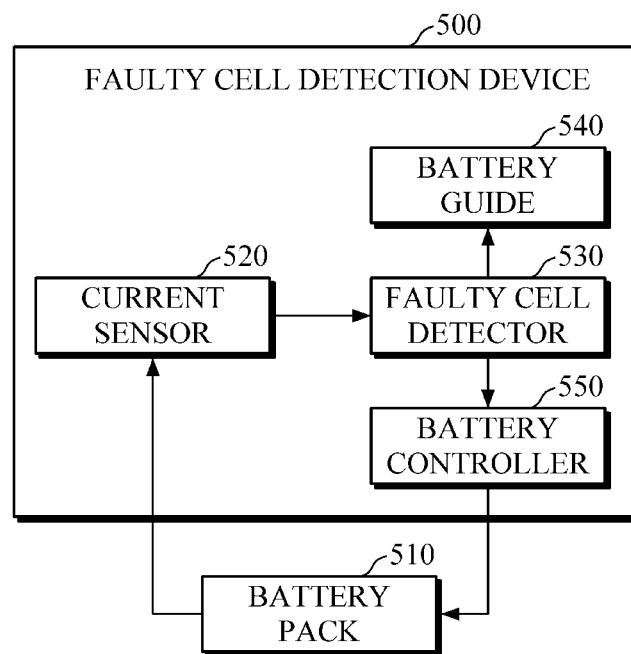 500
FAULTY CELL DETECTION DEVICE
540
BATTERY
GUIDE
520
CURRENT
SENSOR
530
FAULTY CELL
DETECTOR
550
BATTERY
CONTROLLER
510
BATTERY
PACK